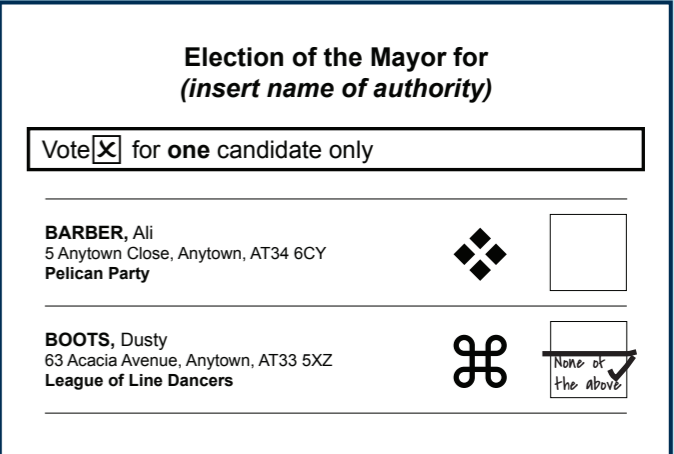 Election of the Mayor for
(insert name of authority)
Vote X for one candidate only
BARBER, Ali
5 Anytown Close, Anytown, AT34 6CY
Pelican Party
BOOTS, Dusty
63 Acacia Avenue, Anytown, AT33 5XZ
League of Line Dancers
None of
the above